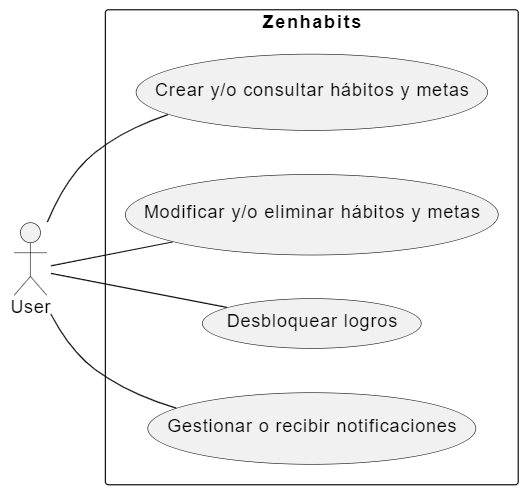 Zenhabits
Crear y/o consultar hábitos y metas
Modificar y/o eliminar hábitos y metas
User
Desbloquear logros
Gestionar o recibir notificaciones